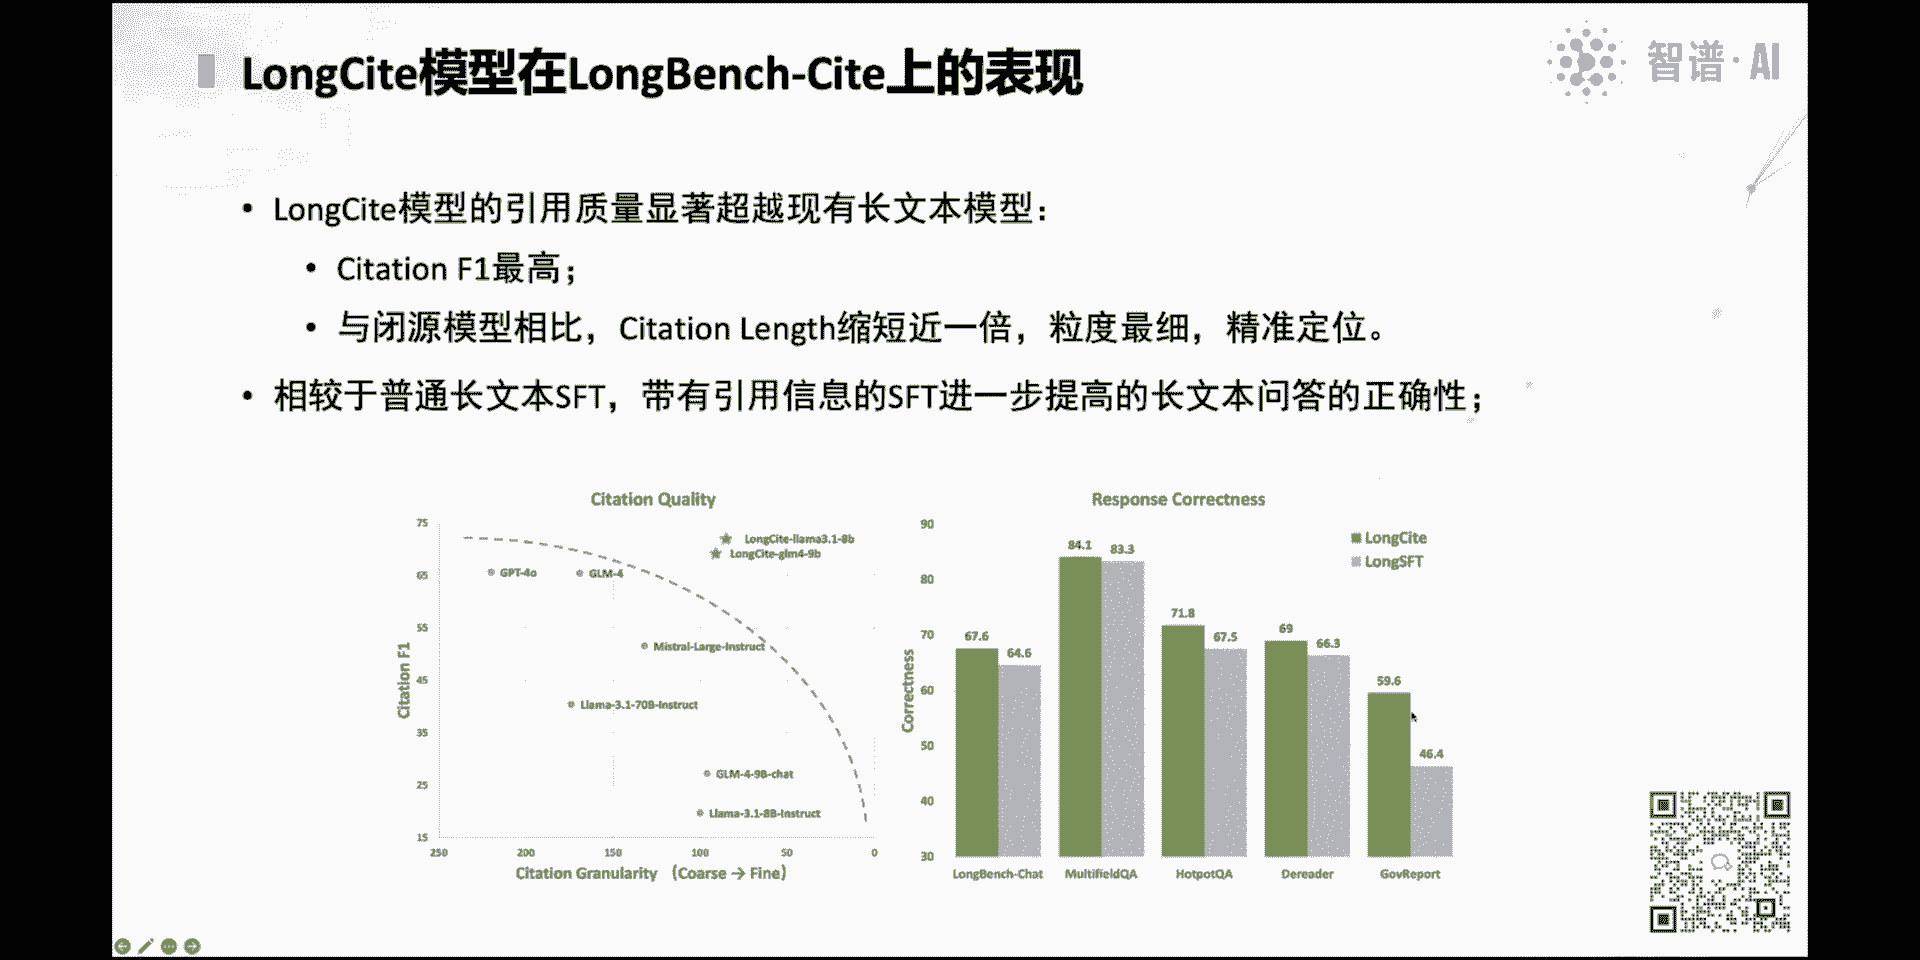 LongCite模型在LongBench-Cite上的表现
智谱·AI
• LongCite模型的引用质量显著超越现有长文本模型：
• Citation F1最高；
• 与闭源模型相比，Citation Length缩短近一倍，粒度最细，精准定位。
• 相较于普通长文本SFT，带有引用信息的SFT进一步提高的长文本问答的正确性；
Citation Quality
75
65
55
45
35
25
15
Citation F1
LongCite-llama3.1-8b
LongCite-glm4-9b
GPT-4o
GLM-4
Mistral-Large-Instruct
Llama-3.1-70B-Instruct
GLM-4-9B-chat
Llama-3.1-8B-Instruct
250 200 150 100 50 0
Citation Granularity （Coarse → Fine）
Response Correctness
90
80
70
60
50
40
30
Correctness
LongCite
LongSFT
67.6 64.6
84.1 83.3
71.8 67.5
69 66.3
59.6 46.4
LongBench-Chat MultifieldQA HotpotQA Dereader GovReport